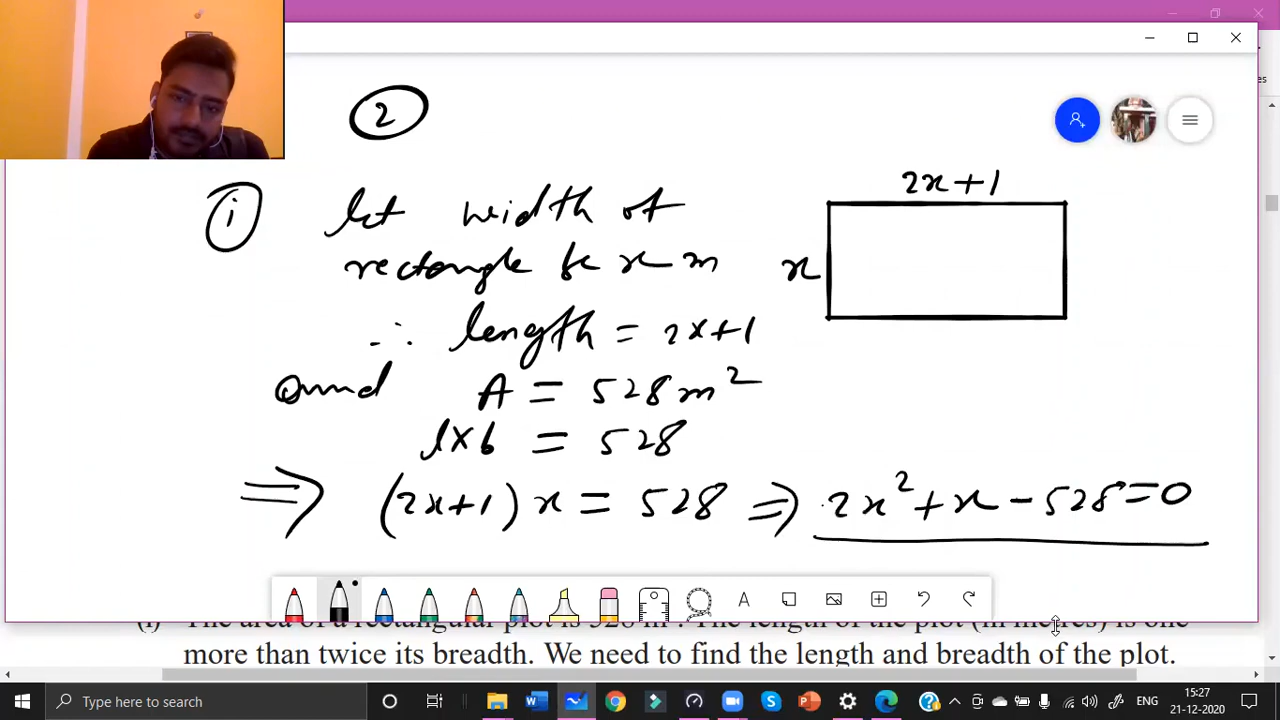 2
i
let width of
rectangle be x m
2x+1
x
∴ length = 2x+1
and A = 528 m²
l×b = 528
⇒ (2x+1) x = 528 ⇒ 2x² + x - 528 = 0
more than twice its breadth. We need to find the length and breadth of the plot.
Type here to search
ENG
15:27
21-12-2020